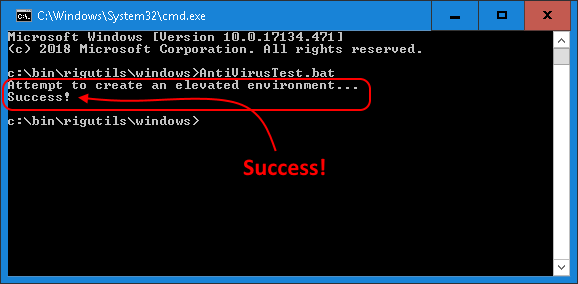 C:\Windows\System32\cmd.exe
Microsoft Windows [Version 10.0.17134.471]
(c) 2018 Microsoft Corporation. All rights reserved.
c:\bin\rigutils\windows>AntiVirusTest.bat
Attempt to create an elevated environment...
Success!
c:\bin\rigutils\windows>
Success!